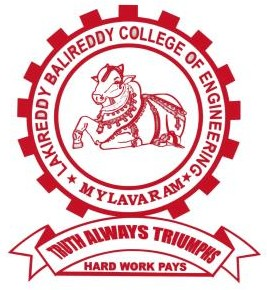 ★ LAKIREDDY BALIREDDY COLLEGE OF ENGINEERING ★
MYLAVARAM
TRUTH ALWAYS TRIUMPHS
HARD WORK PAYS